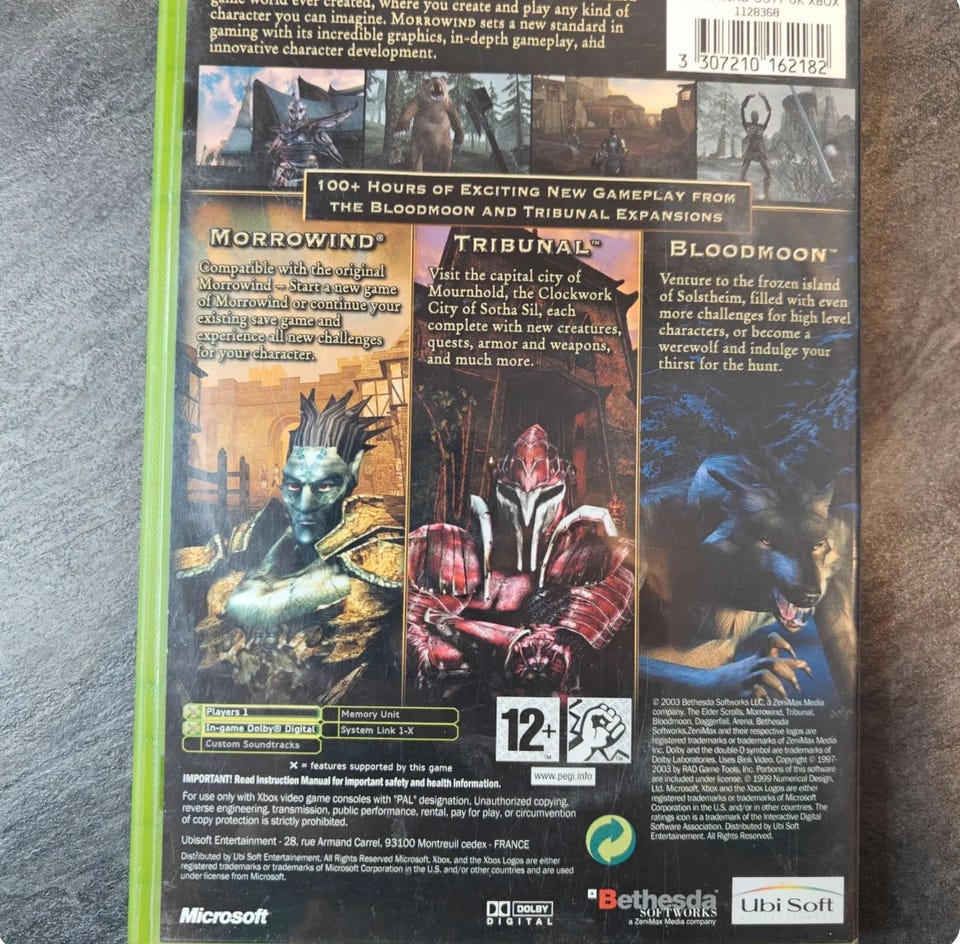 game world ever created, where you create and play any kind of
character you can imagine. Morrowind sets a new standard in
gaming with its incredible graphics, in-depth gameplay, and
innovative character development.
GOTY UK XBOX
1128368
3 307210 162182
100+ Hours of Exciting New Gameplay from
the Bloodmoon and Tribunal Expansions
Morrowind®
Compatible with the original
Morrowind – Start a new game
of Morrowind or continue your
existing save game and
experience all new challenges
for your character.
Tribunal™
Visit the capital city of
Mournhold, the Clockwork
City of Sotha Sil, each
complete with new creatures,
quests, armor and weapons,
and much more.
Bloodmoon™
Venture to the frozen island
of Solstheim, filled with even
more challenges for high level
characters, or become a
werewolf and indulge your
thirst for the hunt.
Players 1
In-game Dolby® Digital
Custom Soundtracks
Memory Unit
System Link 1-X
X = features supported by this game
IMPORTANT! Read Instruction Manual for important safety and health information.
For use only with Xbox video game consoles with "PAL" designation. Unauthorized copying,
reverse engineering, transmission, public performance, rental, pay for play, or circumvention
of copy protection is strictly prohibited.
Ubisoft Entertainment - 28, rue Armand Carrel, 93100 Montreuil cedex - FRANCE
Distributed by Ubi Soft Entertainment. All Rights Reserved Microsoft, Xbox, and the Xbox Logos are either
registered trademarks or trademarks of Microsoft Corporation in the U.S. and/or other countries and are used
under license from Microsoft.
12+
™
™
www.pegi.info
© 2003 Bethesda Softworks LLC, a ZeniMax Media
company. The Elder Scrolls, Morrowind, Tribunal,
Bloodmoon, Daggerfall, Arena, Bethesda
Softworks, ZeniMax and their respective logos are
registered trademarks or trademarks of ZeniMax Media
Inc. Dolby and the double-D symbol are trademarks of
Dolby Laboratories. Uses Bink Video. Copyright © 1997-
2003 by RAD Game Tools, Inc. Portions of this software
are included under license. © 1999 Numerical Design,
Ltd. Microsoft, Xbox and the Xbox Logos are either
registered trademarks or trademarks of Microsoft
Corporation in the U.S. and/or in other countries. The
ratings icon is a trademark of the Interactive Digital
Software Association. Distributed by Ubi Soft
Entertainment. All Rights Reserved.
Microsoft
DOLBY
DIGITAL
Bethesda®
SOFTWORKS
a ZeniMax Media company
Ubi Soft